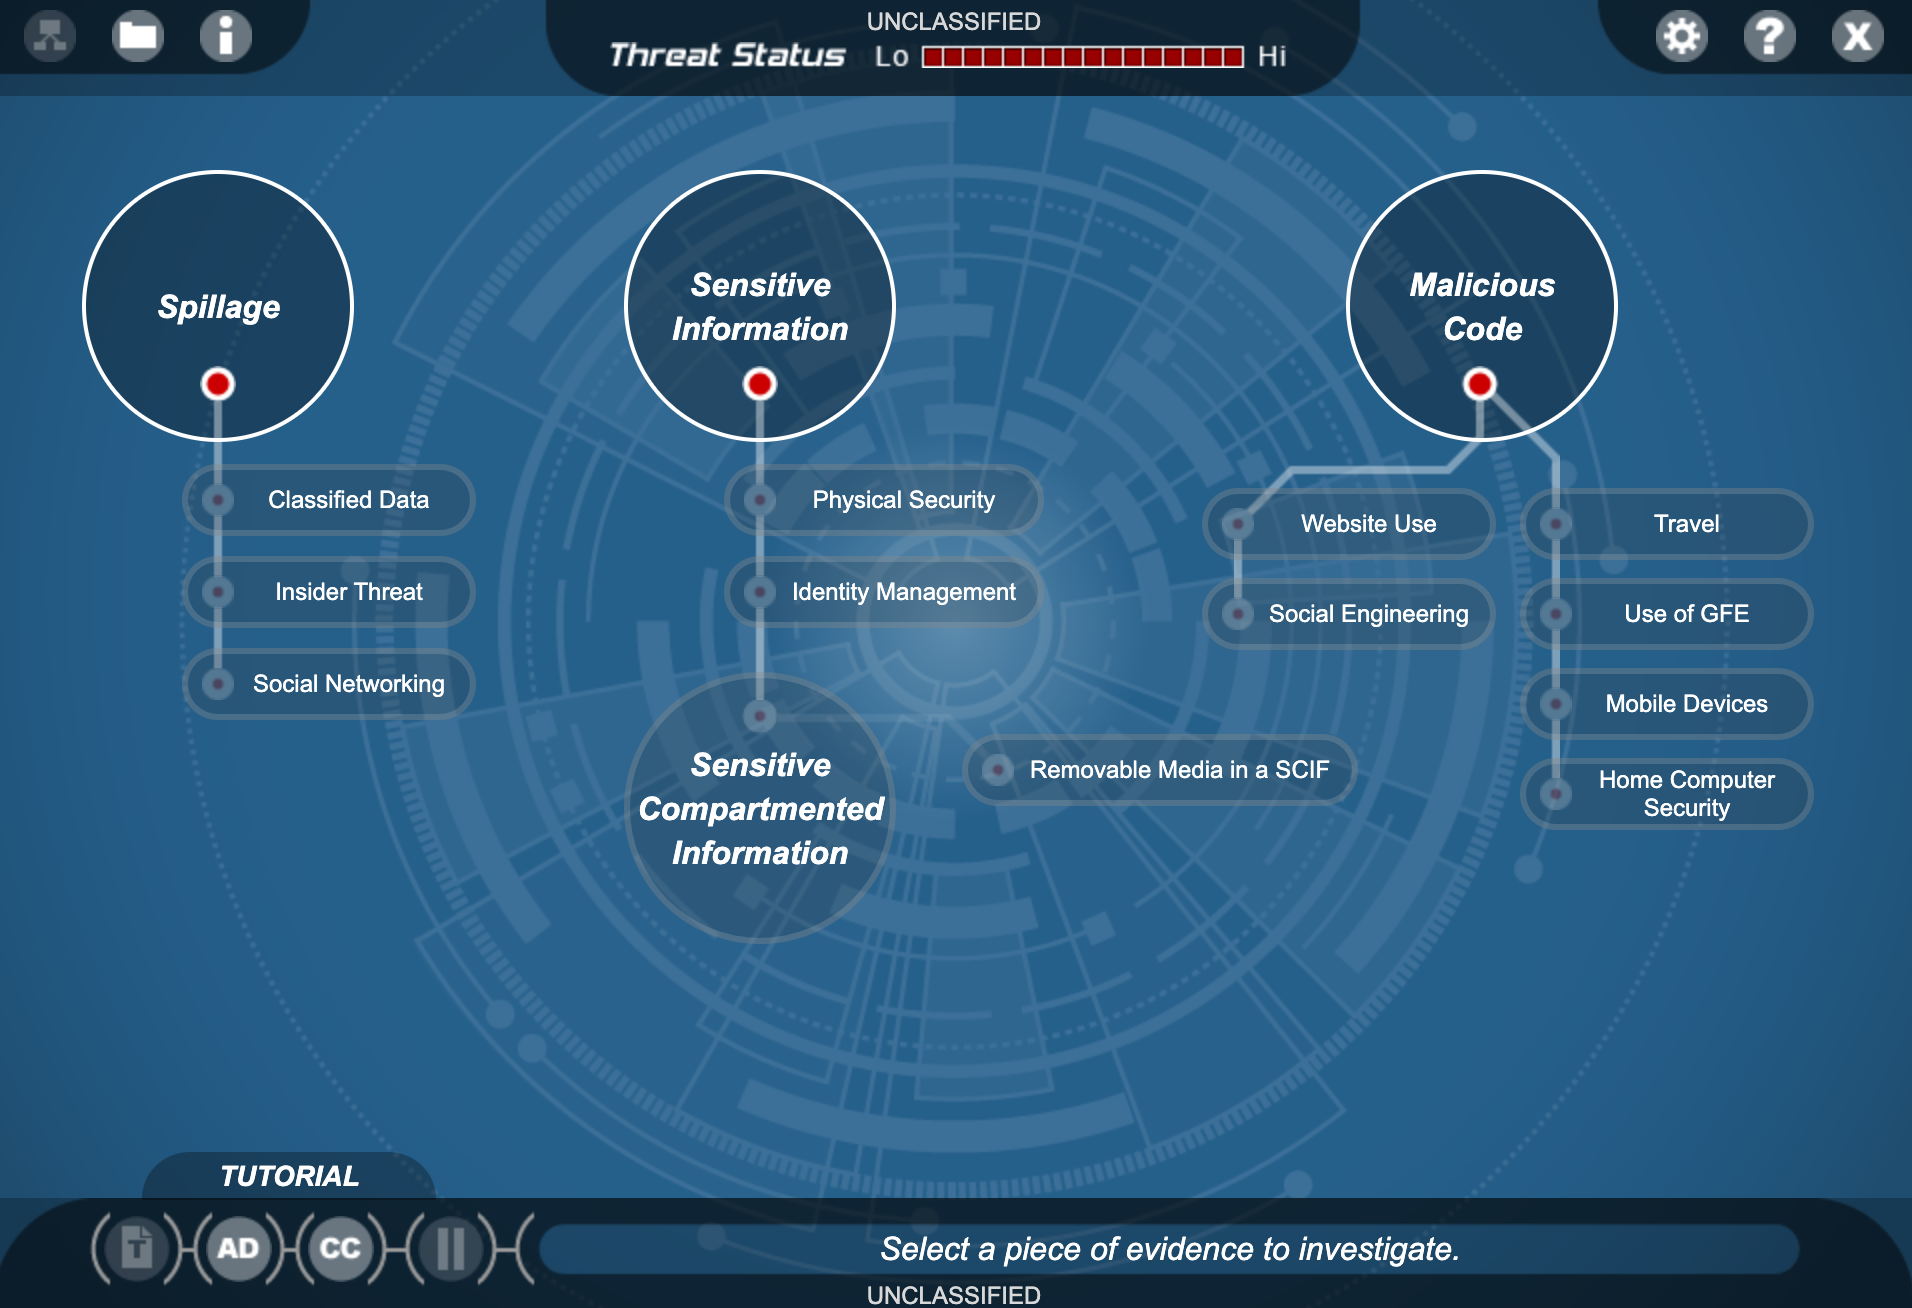 UNCLASSIFIED
Threat Status Lo Hi
Spillage
Sensitive
Information
Malicious
Code
Classified Data
Insider Threat
Social Networking
Physical Security
Identity Management
Sensitive
Compartmented
Information
Removable Media in a SCIF
Website Use
Social Engineering
Travel
Use of GFE
Mobile Devices
Home Computer
Security
TUTORIAL
T AD CC
Select a piece of evidence to investigate.
UNCLASSIFIED